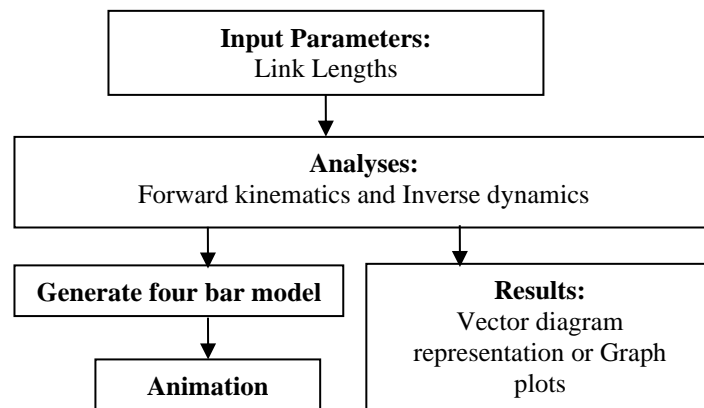 Input Parameters:
Link Lengths
Analyses:
Forward kinematics and Inverse dynamics
Generate four bar model
Animation
Results:
Vector diagram
representation or Graph
plots